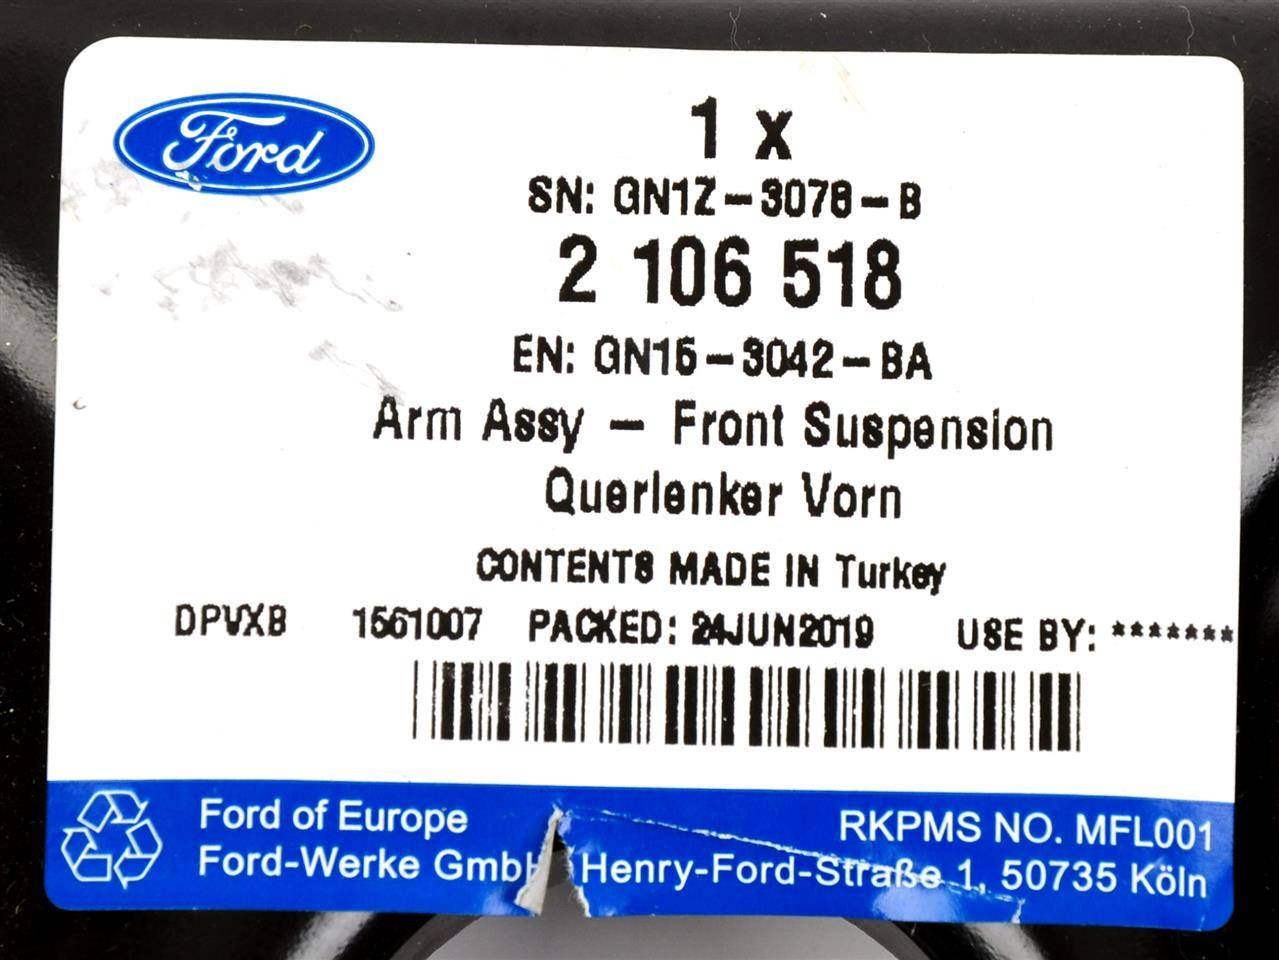 Ford
1 x
SN: GN1Z-3078-B
2 106 518
EN: GN15-3042-BA
Arm Assy - Front Suspension
Querlenker Vorn
CONTENTS MADE IN Turkey
DPVXB 1561007 PACKED: 24JUN2019 USE BY: *******
Ford of Europe RKPMS NO. MFL001
Ford-Werke GmbH Henry-Ford-Straße 1, 50735 Köln